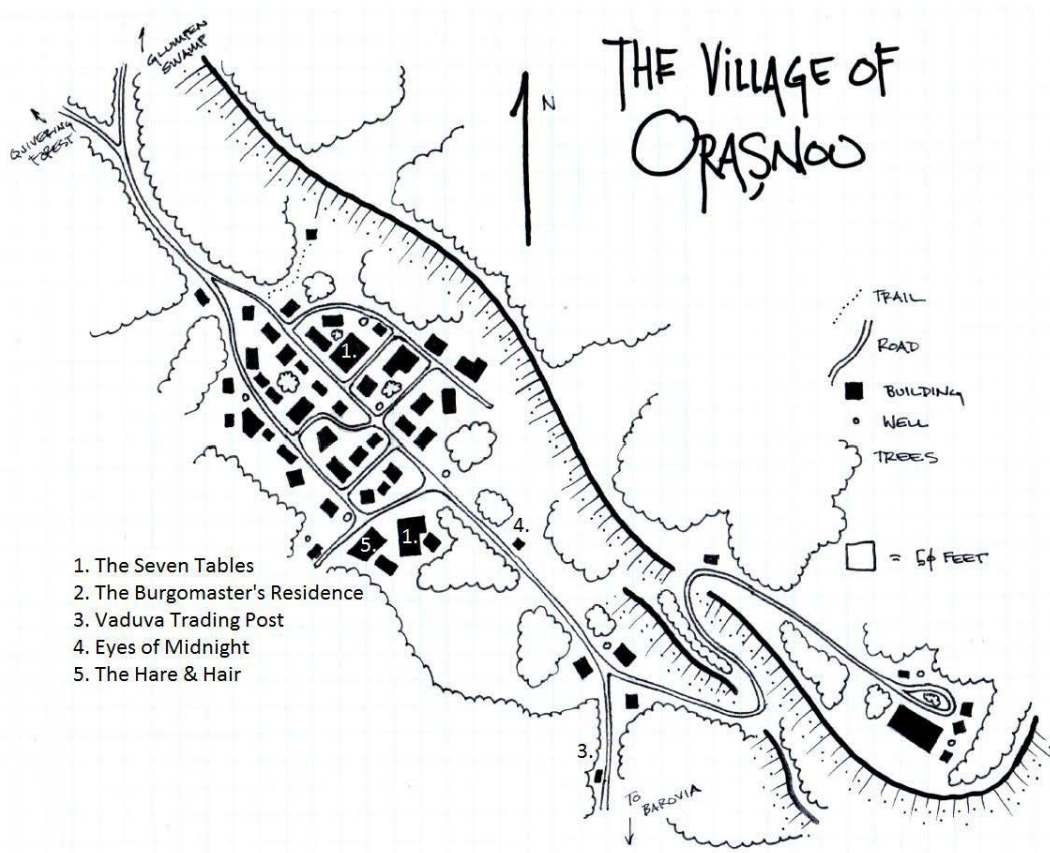 THE VILLAGE OF
ORAȘNOU
N
GLUMPEN
SWAMP
QUIVERING
FOREST
TRAIL
ROAD
BUILDING
WELL
TREES
= 50 FEET
1.
1.
5.
4.
3.
1. The Seven Tables
2. The Burgomaster's Residence
3. Vaduva Trading Post
4. Eyes of Midnight
5. The Hare & Hair
TO
BAROVIA